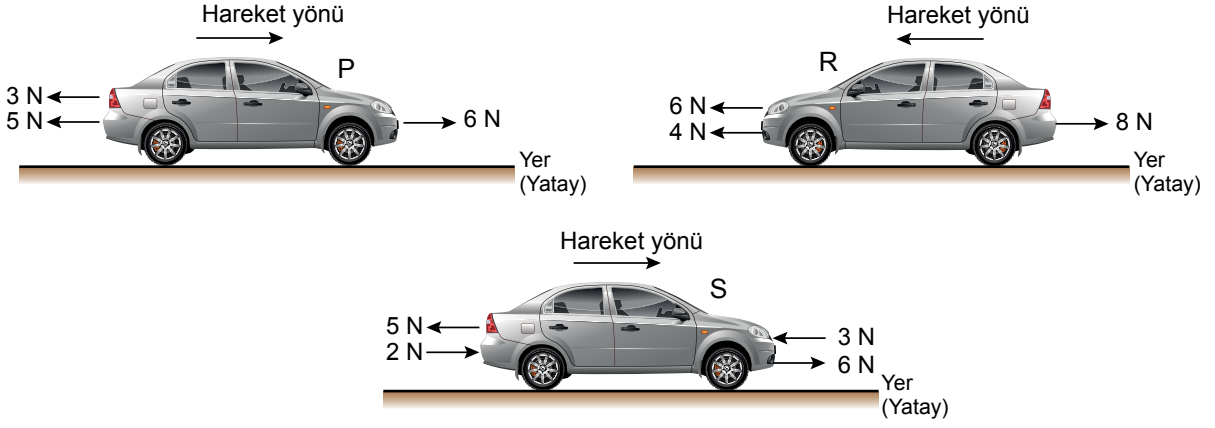 Hareket yönü
P
3 N
5 N
6 N
Yer
(Yatay)
Hareket yönü
R
6 N
4 N
8 N
Yer
(Yatay)
Hareket yönü
S
5 N
2 N
3 N
6 N
Yer
(Yatay)